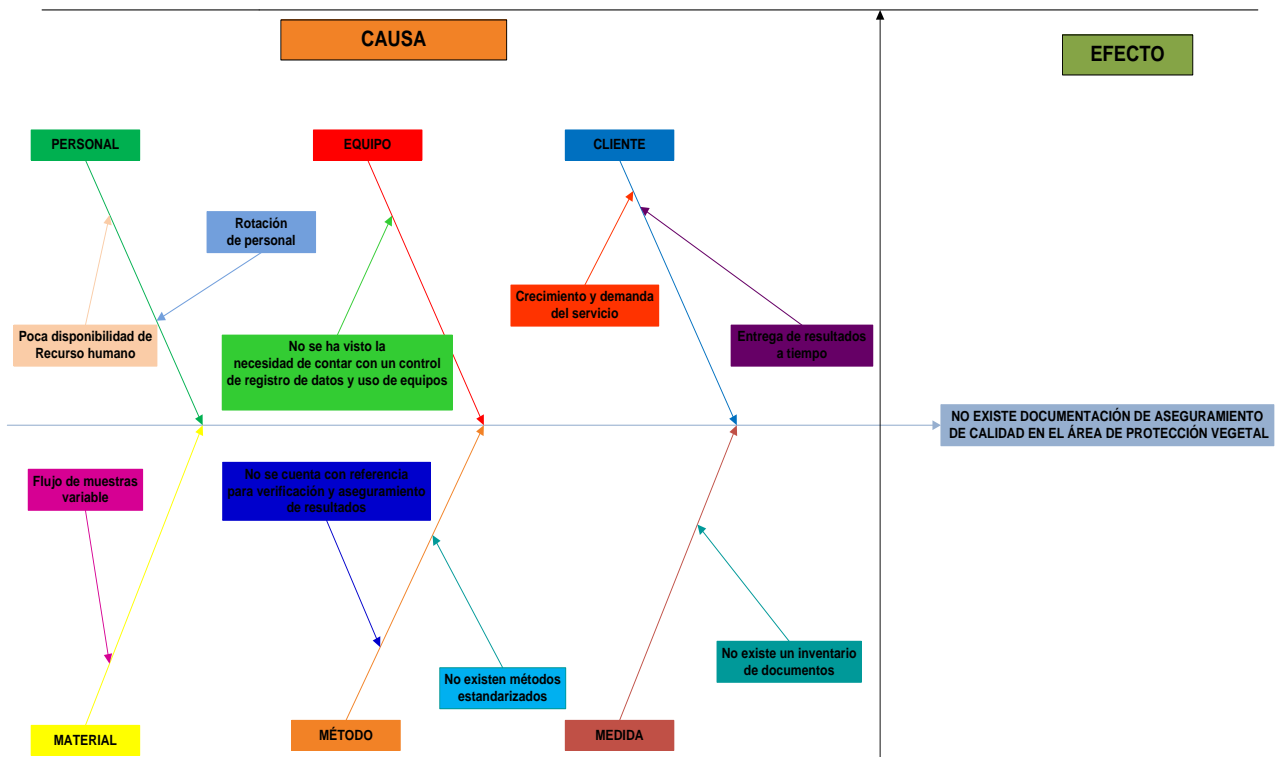 CAUSA
EFECTO
PERSONAL
EQUIPO
CLIENTE
Rotación
de personal
Poca disponibilidad de
Recurso humano
No se ha visto la
necesidad de contar con un control
de registro de datos y uso de equipos
Crecimiento y demanda
del servicio
Entrega de resultados
a tiempo
NO EXISTE DOCUMENTACIÓN DE ASEGURAMIENTO
DE CALIDAD EN EL ÁREA DE PROTECCIÓN VEGETAL
Flujo de muestras
variable
No se cuenta con referencia
para verificación y aseguramiento
de resultados
No existen métodos
estandarizados
No existe un inventario
de documentos
MATERIAL
MÉTODO
MEDIDA